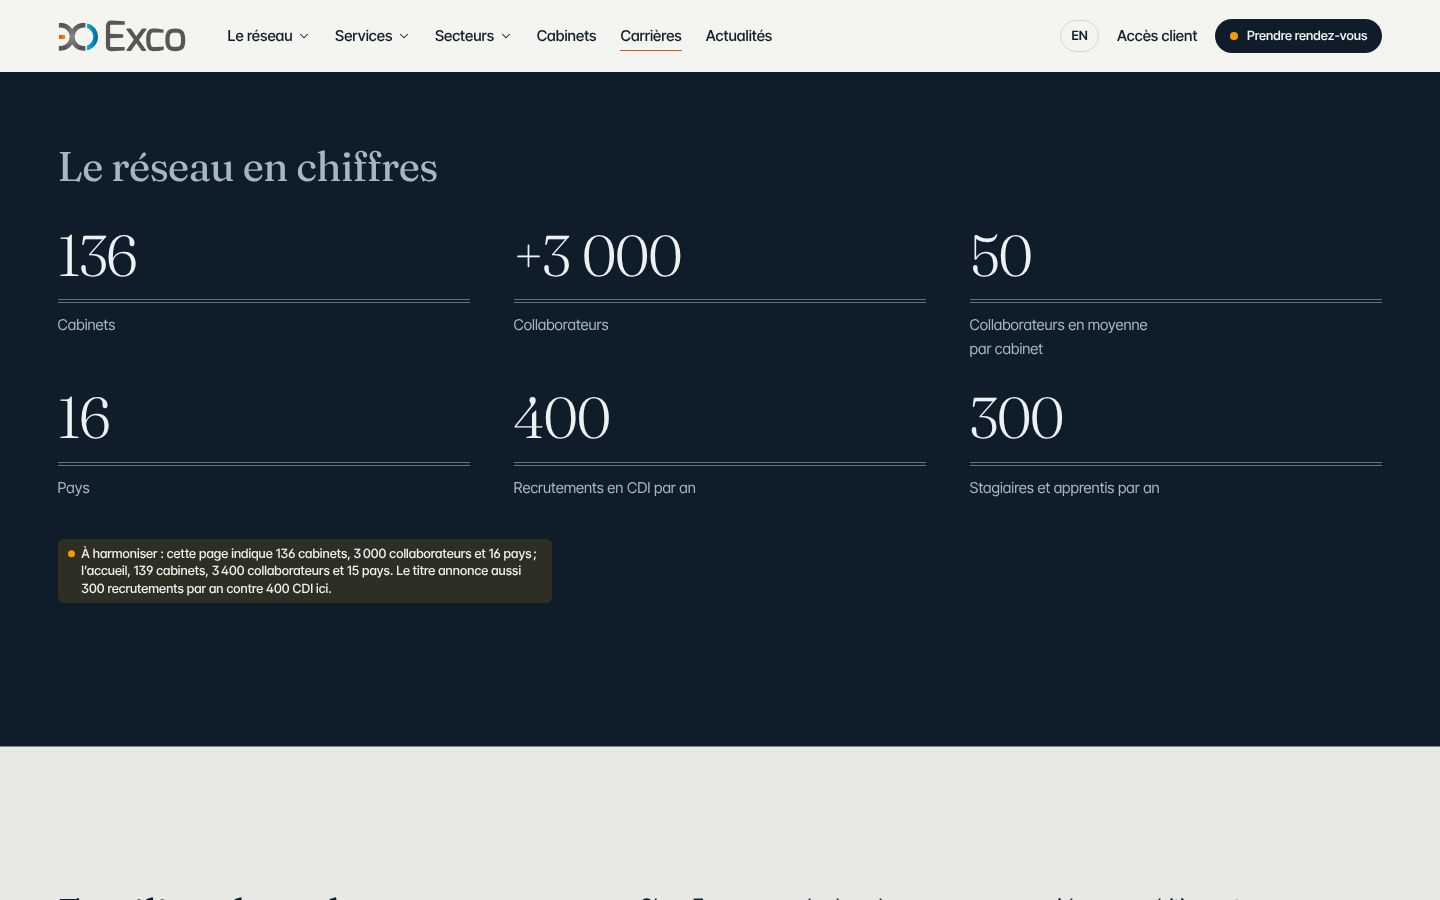 Exco
Le réseau
Services
Secteurs
Cabinets
Carrières
Actualités
EN
Accès client
Prendre rendez-vous
Le réseau en chiffres
136
Cabinets
+3 000
Collaborateurs
50
Collaborateurs en moyenne
par cabinet
16
Pays
400
Recrutements en CDI par an
300
Stagiaires et apprentis par an
À harmoniser : cette page indique 136 cabinets, 3 000 collaborateurs et 16 pays ;
l'accueil, 139 cabinets, 3 400 collaborateurs et 15 pays. Le titre annonce aussi
300 recrutements par an contre 400 CDI ici.